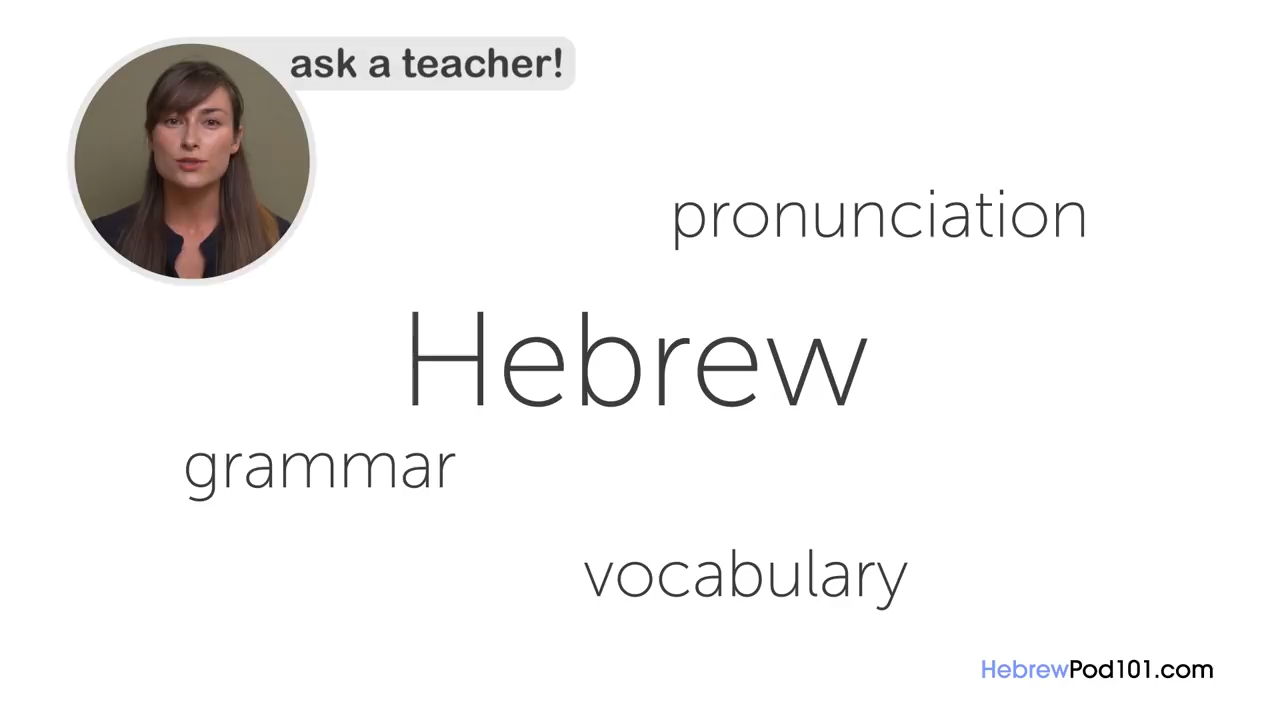 ask a teacher!
pronunciation
Hebrew
grammar
vocabulary
HebrewPod101.com